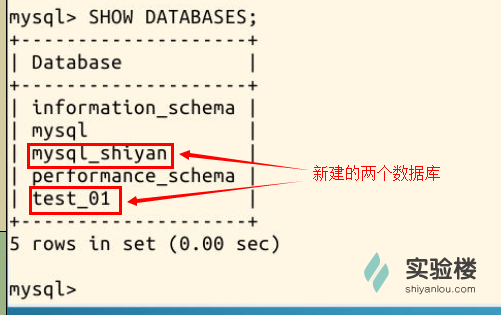 mysql> SHOW DATABASES;
+--------------------+
| Database           |
+--------------------+
| information_schema |
| mysql              |
| mysql_shiyan       |
| performance_schema |
| test_01            |
+--------------------+
5 rows in set (0.00 sec)
mysql>
新建的两个数据库
实验楼
shiyanlou.com